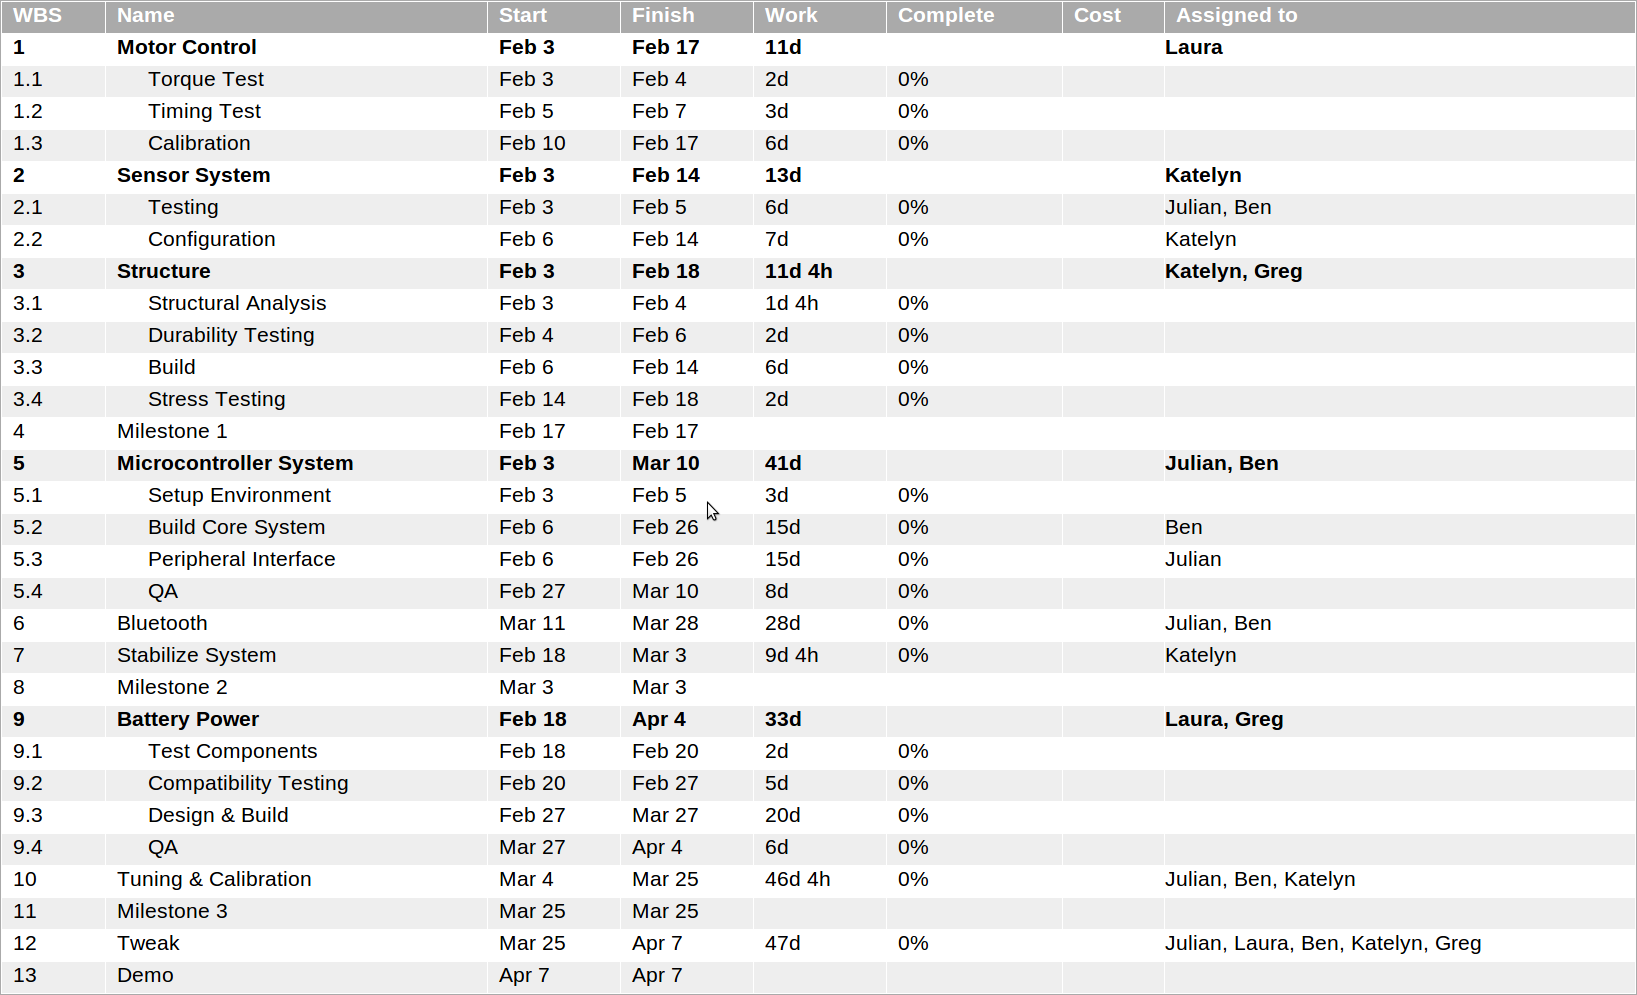 WBS Name Start Finish Work Complete Cost Assigned to
1 Motor Control Feb 3 Feb 17 11d Laura
1.1 Torque Test Feb 3 Feb 4 2d 0%
1.2 Timing Test Feb 5 Feb 7 3d 0%
1.3 Calibration Feb 10 Feb 17 6d 0%
2 Sensor System Feb 3 Feb 14 13d Katelyn
2.1 Testing Feb 3 Feb 5 6d 0% Julian, Ben
2.2 Configuration Feb 6 Feb 14 7d 0% Katelyn
3 Structure Feb 3 Feb 18 11d 4h Katelyn, Greg
3.1 Structural Analysis Feb 3 Feb 4 1d 4h 0%
3.2 Durability Testing Feb 4 Feb 6 2d 0%
3.3 Build Feb 6 Feb 14 6d 0%
3.4 Stress Testing Feb 14 Feb 18 2d 0%
4 Milestone 1 Feb 17 Feb 17
5 Microcontroller System Feb 3 Mar 10 41d Julian, Ben
5.1 Setup Environment Feb 3 Feb 5 3d 0%
5.2 Build Core System Feb 6 Feb 26 15d 0% Ben
5.3 Peripheral Interface Feb 6 Feb 26 15d 0% Julian
5.4 QA Feb 27 Mar 10 8d 0%
6 Bluetooth Mar 11 Mar 28 28d 0% Julian, Ben
7 Stabilize System Feb 18 Mar 3 9d 4h 0% Katelyn
8 Milestone 2 Mar 3 Mar 3
9 Battery Power Feb 18 Apr 4 33d Laura, Greg
9.1 Test Components Feb 18 Feb 20 2d 0%
9.2 Compatibility Testing Feb 20 Feb 27 5d 0%
9.3 Design & Build Feb 27 Mar 27 20d 0%
9.4 QA Mar 27 Apr 4 6d 0%
10 Tuning & Calibration Mar 4 Mar 25 46d 4h 0% Julian, Ben, Katelyn
11 Milestone 3 Mar 25 Mar 25
12 Tweak Mar 25 Apr 7 47d 0% Julian, Laura, Ben, Katelyn, Greg
13 Demo Apr 7 Apr 7